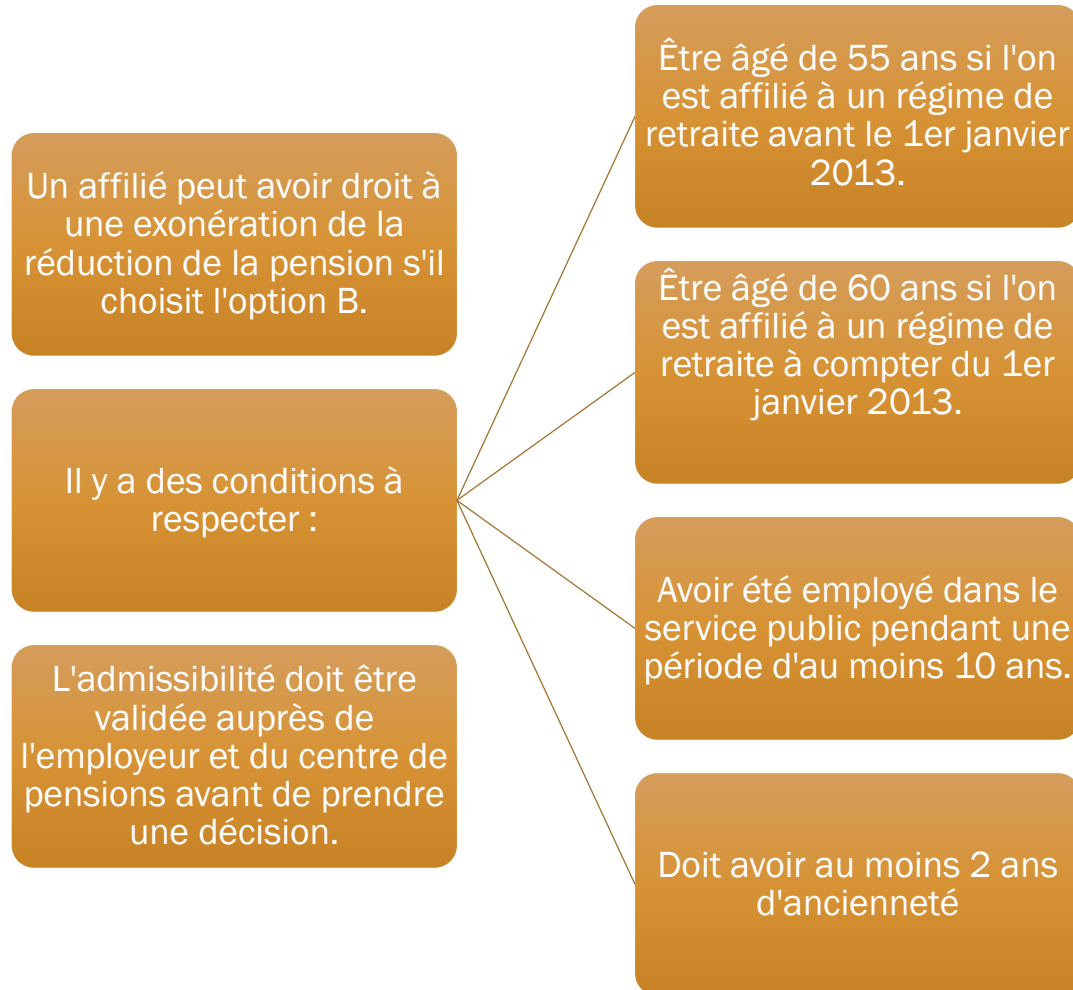 Un affilié peut avoir droit à
une exonération de la
réduction de la pension s'il
choisit l'option B.
Il y a des conditions à
respecter :
Être âgé de 55 ans si l'on
est affilié à un régime de
retraite avant le 1er janvier
2013.
Être âgé de 60 ans si l'on
est affilié à un régime de
retraite à compter du 1er
janvier 2013.
Avoir été employé dans le
service public pendant une
période d'au moins 10 ans.
Doit avoir au moins 2 ans
d'ancienneté
L'admissibilité doit être
validée auprès de
l'employeur et du centre de
pensions avant de prendre
une décision.